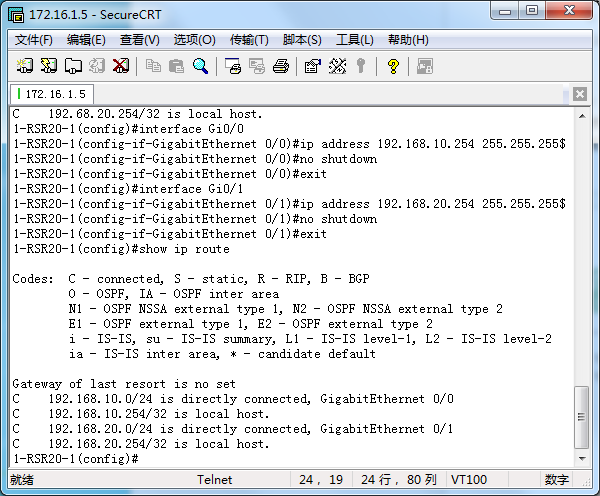 172.16.1.5 - SecureCRT
文件(F) 编辑(E) 查看(V) 选项(O) 传输(T) 脚本(S) 工具(L) 帮助(H)
172.16.1.5
C    192.68.20.254/32 is local host.
1-RSR20-1(config)#interface Gi0/0
1-RSR20-1(config-if-GigabitEthernet 0/0)#ip address 192.168.10.254 255.255.255$
1-RSR20-1(config-if-GigabitEthernet 0/0)#no shutdown
1-RSR20-1(config-if-GigabitEthernet 0/0)#exit
1-RSR20-1(config)#interface Gi0/1
1-RSR20-1(config-if-GigabitEthernet 0/1)#ip address 192.168.20.254 255.255.255$
1-RSR20-1(config-if-GigabitEthernet 0/1)#no shutdown
1-RSR20-1(config-if-GigabitEthernet 0/1)#exit
1-RSR20-1(config)#show ip route
Codes:  C - connected, S - static, R - RIP, B - BGP
O - OSPF, IA - OSPF inter area
N1 - OSPF NSSA external type 1, N2 - OSPF NSSA external type 2
E1 - OSPF external type 1, E2 - OSPF external type 2
i - IS-IS, su - IS-IS summary, L1 - IS-IS level-1, L2 - IS-IS level-2
ia - IS-IS inter area, * - candidate default
Gateway of last resort is no set
C    192.168.10.0/24 is directly connected, GigabitEthernet 0/0
C    192.168.10.254/32 is local host.
C    192.168.20.0/24 is directly connected, GigabitEthernet 0/1
C    192.168.20.254/32 is local host.
1-RSR20-1(config)#
就绪 Telnet 24, 19 24 行, 80 列 VT100 数字